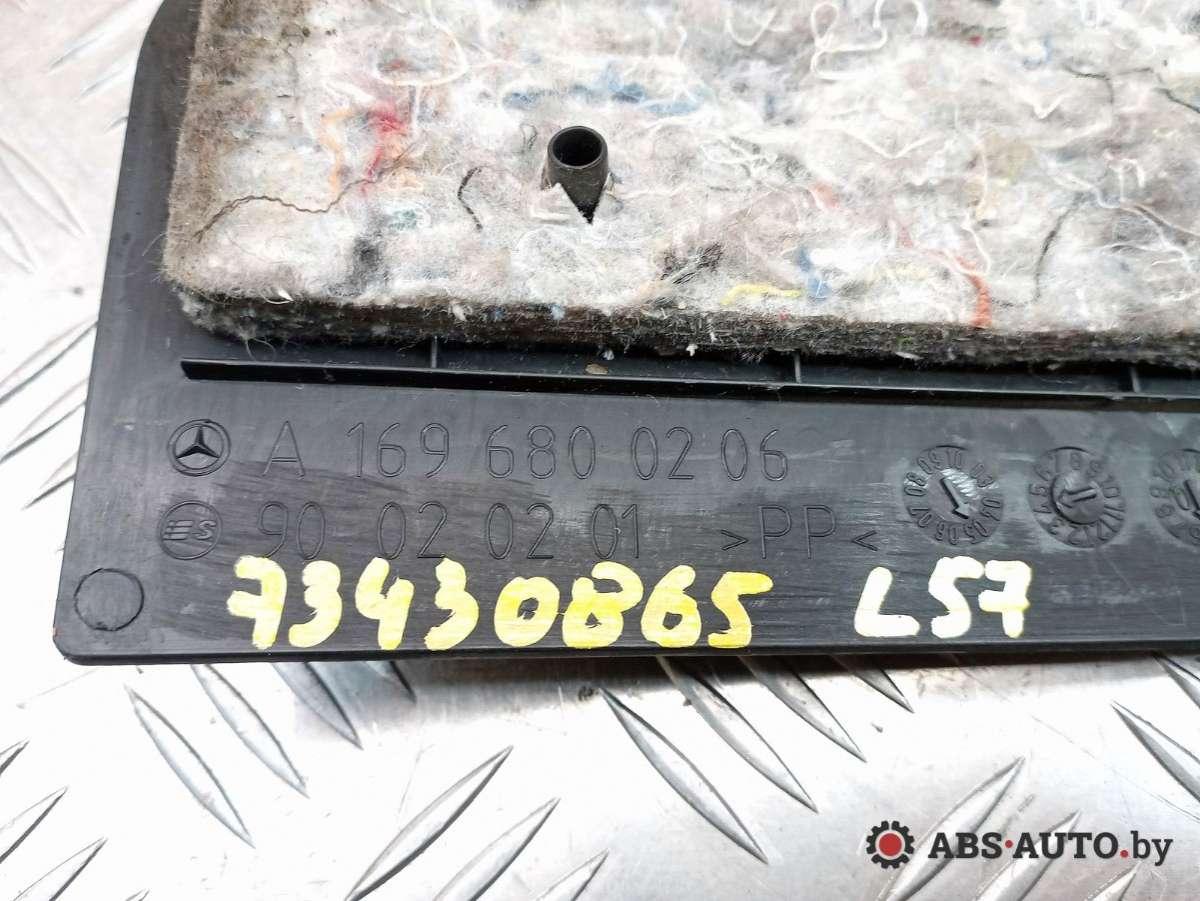 A 169 680 02 06
90 02 02 01 >PP<
73430865 L57
ABS-AUTO.by